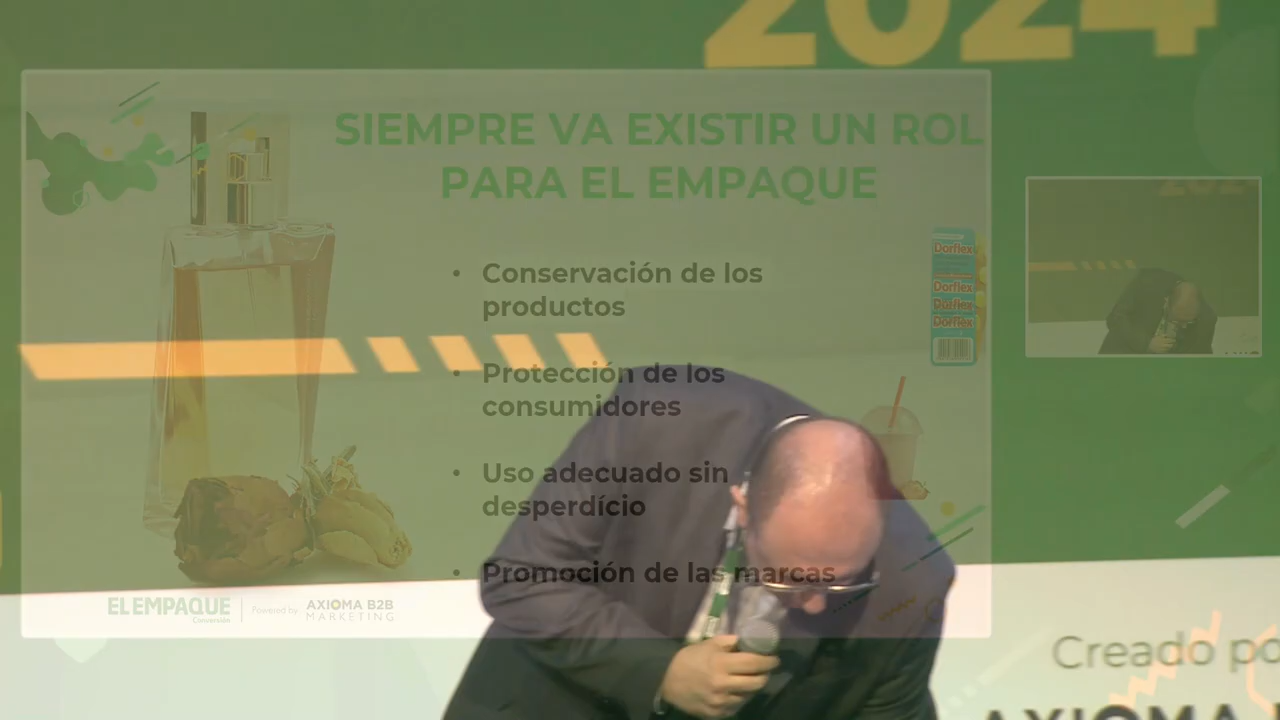 2024
SIEMPRE VA EXISTIR UN ROL
PARA EL EMPAQUE
• Conservación de los
productos
• Protección de los
consumidores
• Uso adecuado sin
desperdício
• Promoción de las marcas
Dorflex
Dorflex
Dorflex
Dorflex
EL EMPAQUE
Conversión
Powered by
AXIOMA B2B
MARKETING
Creado po
AXIOMA